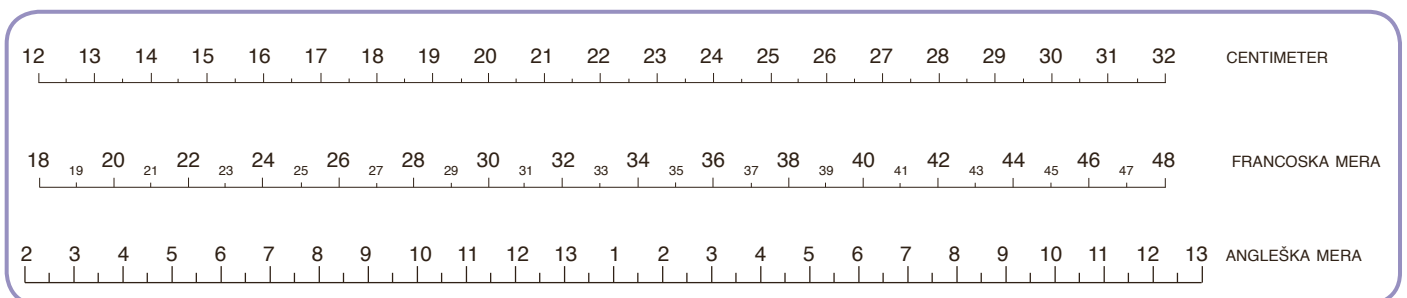 12 13 14 15 16 17 18 19 20 21 22 23 24 25 26 27 28 29 30 31 32 CENTIMETER
18 19 20 21 22 23 24 25 26 27 28 29 30 31 32 33 34 35 36 37 38 39 40 41 42 43 44 45 46 47 48 FRANCOSKA MERA
2 3 4 5 6 7 8 9 10 11 12 13 1 2 3 4 5 6 7 8 9 10 11 12 13 ANGLEŠKA MERA